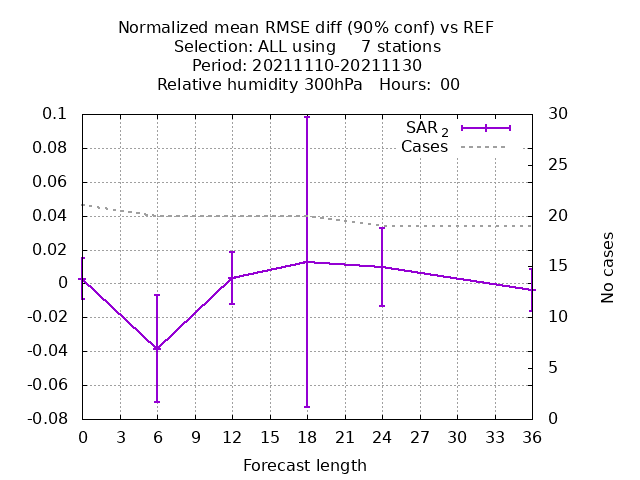 Normalized mean RMSE diff (90% conf) vs REF
Selection: ALL using     7 stations
Period: 20211110-20211130
Relative humidity 300hPa   Hours:  00
0.1
0.08
0.06
0.04
0.02
0
-0.02
-0.04
-0.06
-0.08
30
25
20
15
10
5
0
SAR 2
Cases
No cases
0 3 6 9 12 15 18 21 24 27 30 33 36
Forecast length